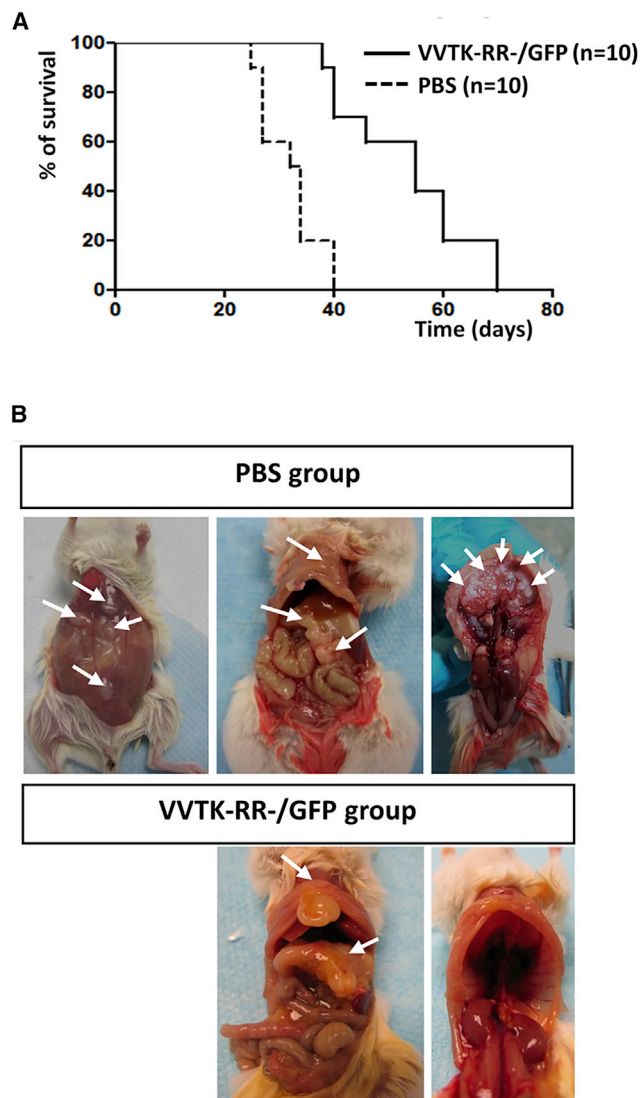 A
VVTK-RR-/GFP (n=10)
PBS (n=10)
% of survival
100
80
60
40
20
0
0 20 40 60 80
Time (days)
B
PBS group
VVTK-RR-/GFP group